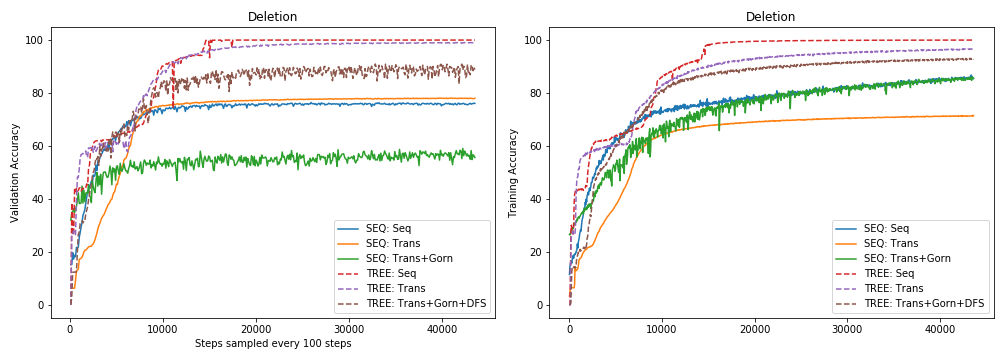 Deletion
Validation Accuracy
100
80
60
40
20
0
0
10000
20000
30000
40000
Steps sampled every 100 steps
SEQ: Seq
SEQ: Trans
SEQ: Trans+Gorn
TREE: Seq
TREE: Trans
TREE: Trans+Gorn+DFS
Deletion
Training Accuracy
100
80
60
40
20
0
0
10000
20000
30000
40000
SEQ: Seq
SEQ: Trans
SEQ: Trans+Gorn
TREE: Seq
TREE: Trans
TREE: Trans+Gorn+DFS